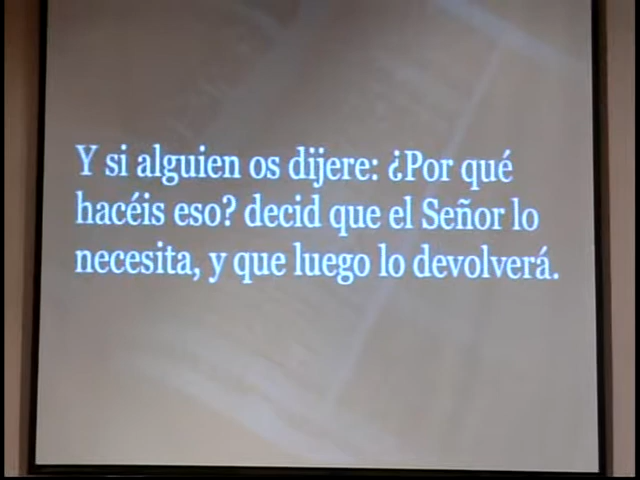 Y si alguien os dijere: ¿Por qué
hacéis eso? decid que el Señor lo
necesita, y que luego lo devolverá.